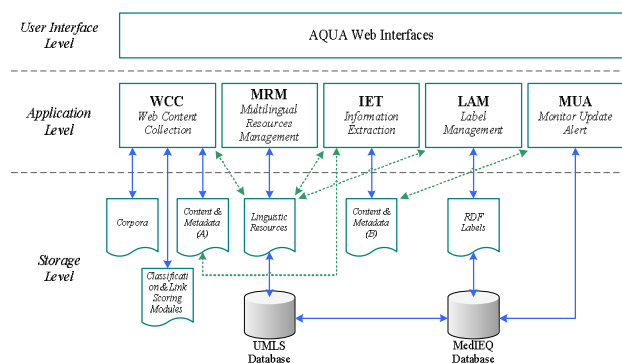 User Interface
Level
AQUA Web Interfaces
Application
Level
WCC
Web Content
Collection
MRM
Multilingual
Resources
Management
IET
Information
Extraction
LAM
Label
Management
MUA
Monitor Update
Alert
Storage
Level
Corpora
Content &
Metadata
(A)
Linguistic
Resources
Content &
Metadata
(B)
RDF
Labels
Classificati
on & Link
Scoring
Modules
UMLS
Database
MedIEQ
Database